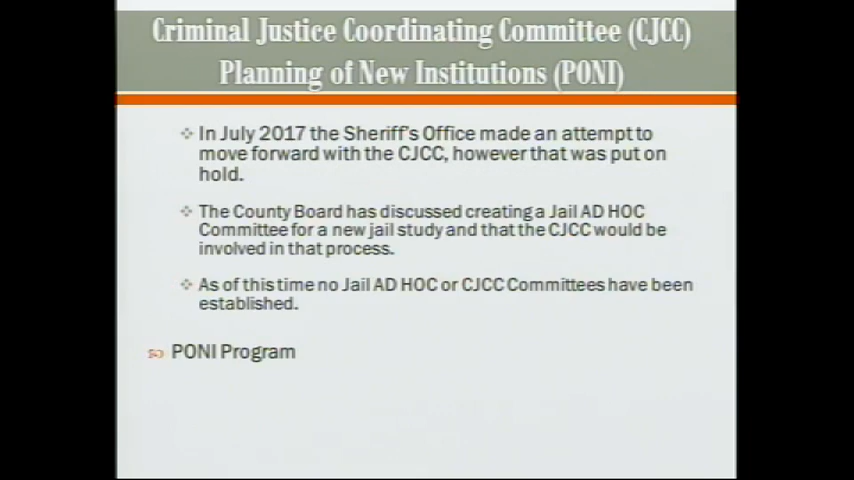 Criminal Justice Coordinating Committee (CJCC)
Planning of New Institutions (PONI)
In July 2017 the Sheriff's Office made an attempt to
move forward with the CJCC, however that was put on
hold.
The County Board has discussed creating a Jail AD HOC
Committee for a new jail study and that the CJCC would be
involved in that process.
As of this time no Jail AD HOC or CJCC Committees have been
established.
PONI Program